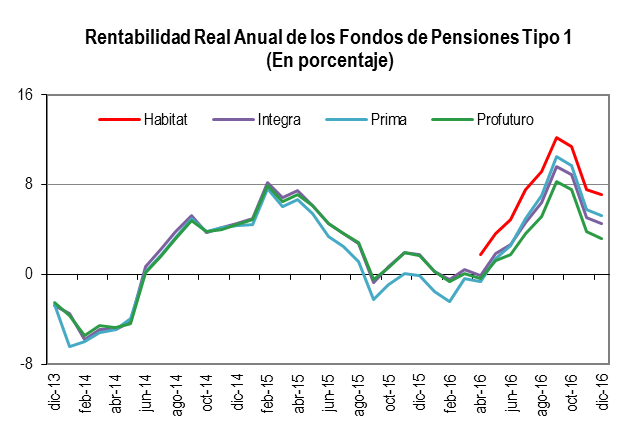 Rentabilidad Real Anual de los Fondos de Pensiones Tipo 1
(En porcentaje)
16
Habitat Integra Prima Profuturo
8
0
-8
dic-13 feb-14 abr-14 jun-14 ago-14 oct-14 dic-14 feb-15 abr-15 jun-15 ago-15 oct-15 dic-15 feb-16 abr-16 jun-16 ago-16 oct-16 dic-16